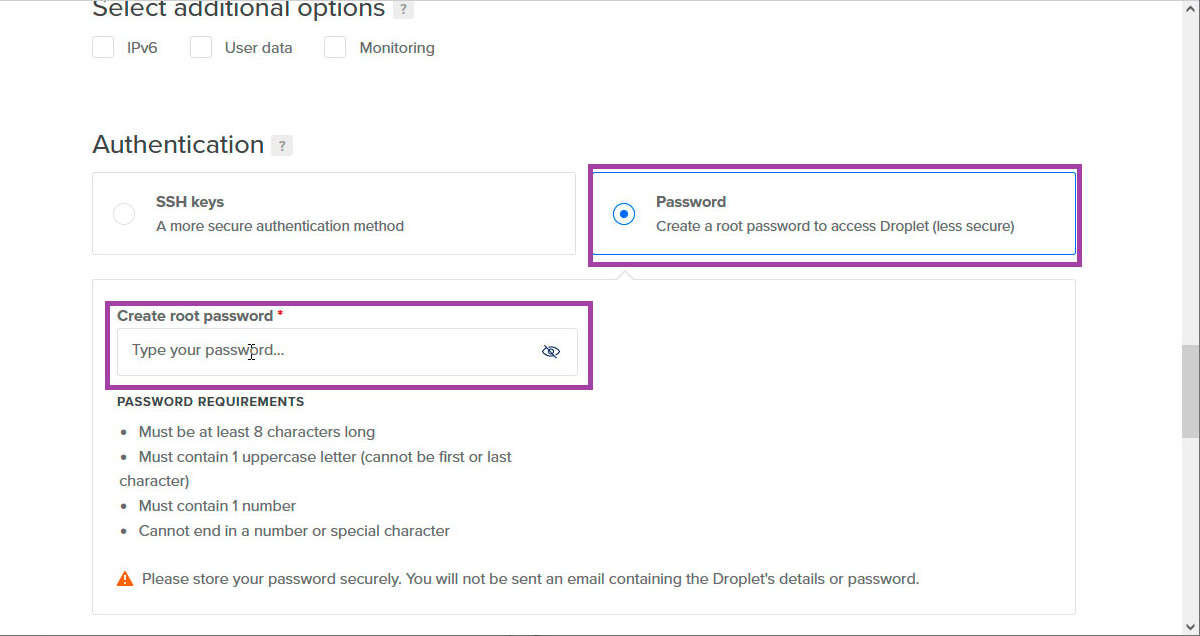 Select additional options ?
IPv6 User data Monitoring
Authentication ?
SSH keys
A more secure authentication method
Password
Create a root password to access Droplet (less secure)
Create root password *
Type your password...
PASSWORD REQUIREMENTS
• Must be at least 8 characters long
• Must contain 1 uppercase letter (cannot be first or last
character)
• Must contain 1 number
• Cannot end in a number or special character
Please store your password securely. You will not be sent an email containing the Droplet's details or password.